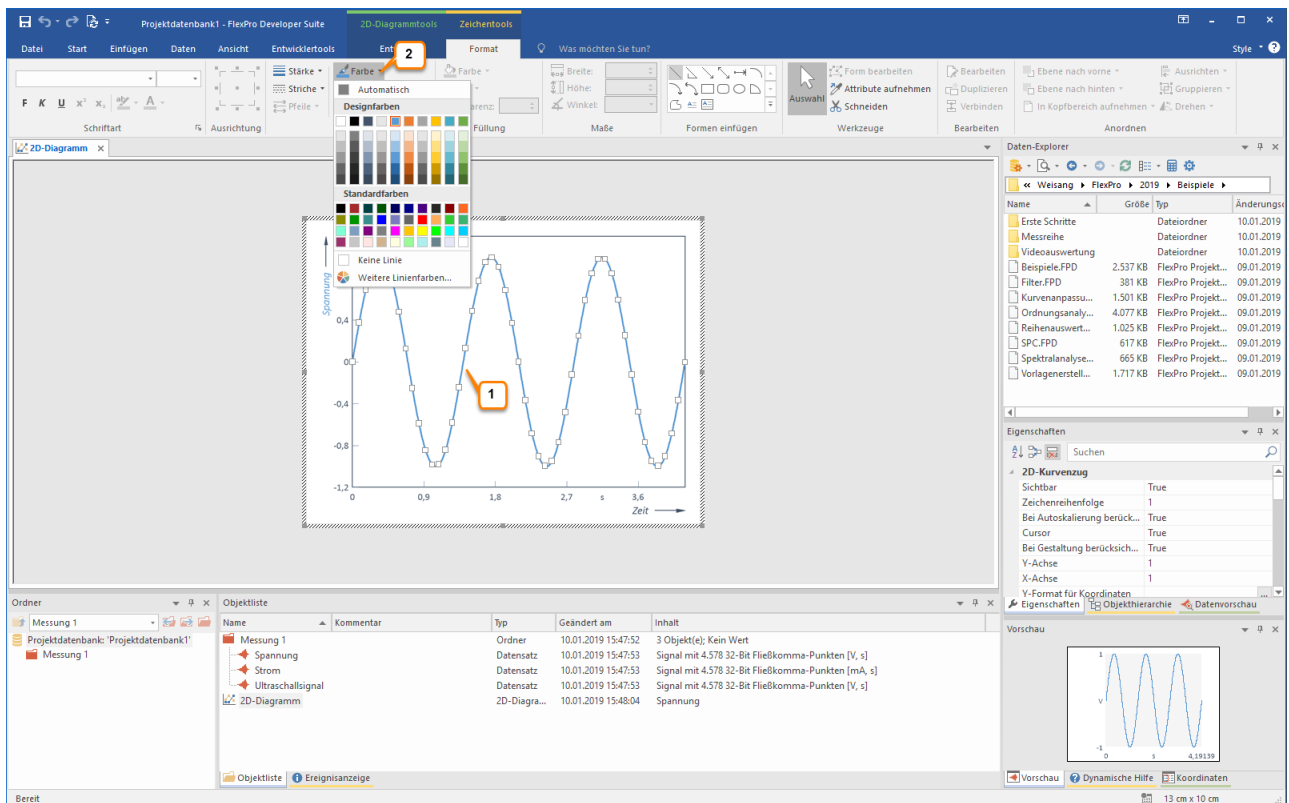 Projektdatenbank1 - FlexPro Developer Suite
2D-Diagrammtools
Zeichentools
Datei Start Einfügen Daten Ansicht Entwicklertools Format Was möchten Sie tun? Style
2
Stärke Farbe Farbe Breite: Form bearbeiten Bearbeiten Ebene nach vorne Ausrichten
Striche Automatisch Höhe: Attribute aufnehmen Duplizieren Ebene nach hinten Gruppieren
F K U x² x₂ abc A Pfeile Designfarben Winkel: Auswahl Schneiden Verbinden In Kopfbereich aufnehmen Drehen
Schriftart Ausrichtung Füllung Maße Formen einfügen Werkzeuge Bearbeiten Anordnen
Standardfarben
Keine Linie
Weitere Linienfarben...
2D-Diagramm
Spannung
0,4
0
-0,4
-0,8
-1,2
0 0,9 1,8 2,7 s 3,6
Zeit
1
Daten-Explorer
« Weisang FlexPro 2019 Beispiele
Name Größe Typ Änderungsd
Erste Schritte Dateiordner 10.01.2019
Messreihe Dateiordner 10.01.2019
Videoauswertung Dateiordner 10.01.2019
Beispiele.FPD 2.537 KB FlexPro Projekt... 09.01.2019
Filter.FPD 381 KB FlexPro Projekt... 09.01.2019
Kurvenanpassu... 1.501 KB FlexPro Projekt... 09.01.2019
Ordnungsanaly... 4.077 KB FlexPro Projekt... 09.01.2019
Reihenauswert... 1.025 KB FlexPro Projekt... 09.01.2019
SPC.FPD 617 KB FlexPro Projekt... 09.01.2019
Spektralanalyse... 665 KB FlexPro Projekt... 09.01.2019
Vorlagenerstell... 1.717 KB FlexPro Projekt... 09.01.2019
Eigenschaften
Suchen
2D-Kurvenzug
Sichtbar True
Zeichenreihenfolge 1
Bei Autoskalierung berück... True
Cursor True
Bei Gestaltung berücksich... True
Y-Achse 1
X-Achse 1
Y-Format für Koordinaten ...
Eigenschaften Objekthierarchie Datenvorschau
Ordner
Messung 1
Projektdatenbank: 'Projektdatenbank1'
Messung 1
Objektliste
Name Kommentar Typ Geändert am Inhalt
Messung 1 Ordner 10.01.2019 15:47:52 3 Objekt(e); Kein Wert
Spannung Datensatz 10.01.2019 15:47:53 Signal mit 4.578 32-Bit Fließkomma-Punkten [V, s]
Strom Datensatz 10.01.2019 15:47:53 Signal mit 4.578 32-Bit Fließkomma-Punkten [mA, s]
Ultraschallsignal Datensatz 10.01.2019 15:47:53 Signal mit 4.578 32-Bit Fließkomma-Punkten [V, s]
2D-Diagramm 2D-Diagra... 10.01.2019 15:48:04 Spannung
Objektliste Ereignisanzeige
Vorschau
1
V
-1
0 s 4,19139
Vorschau Dynamische Hilfe Koordinaten
Bereit 13 cm x 10 cm